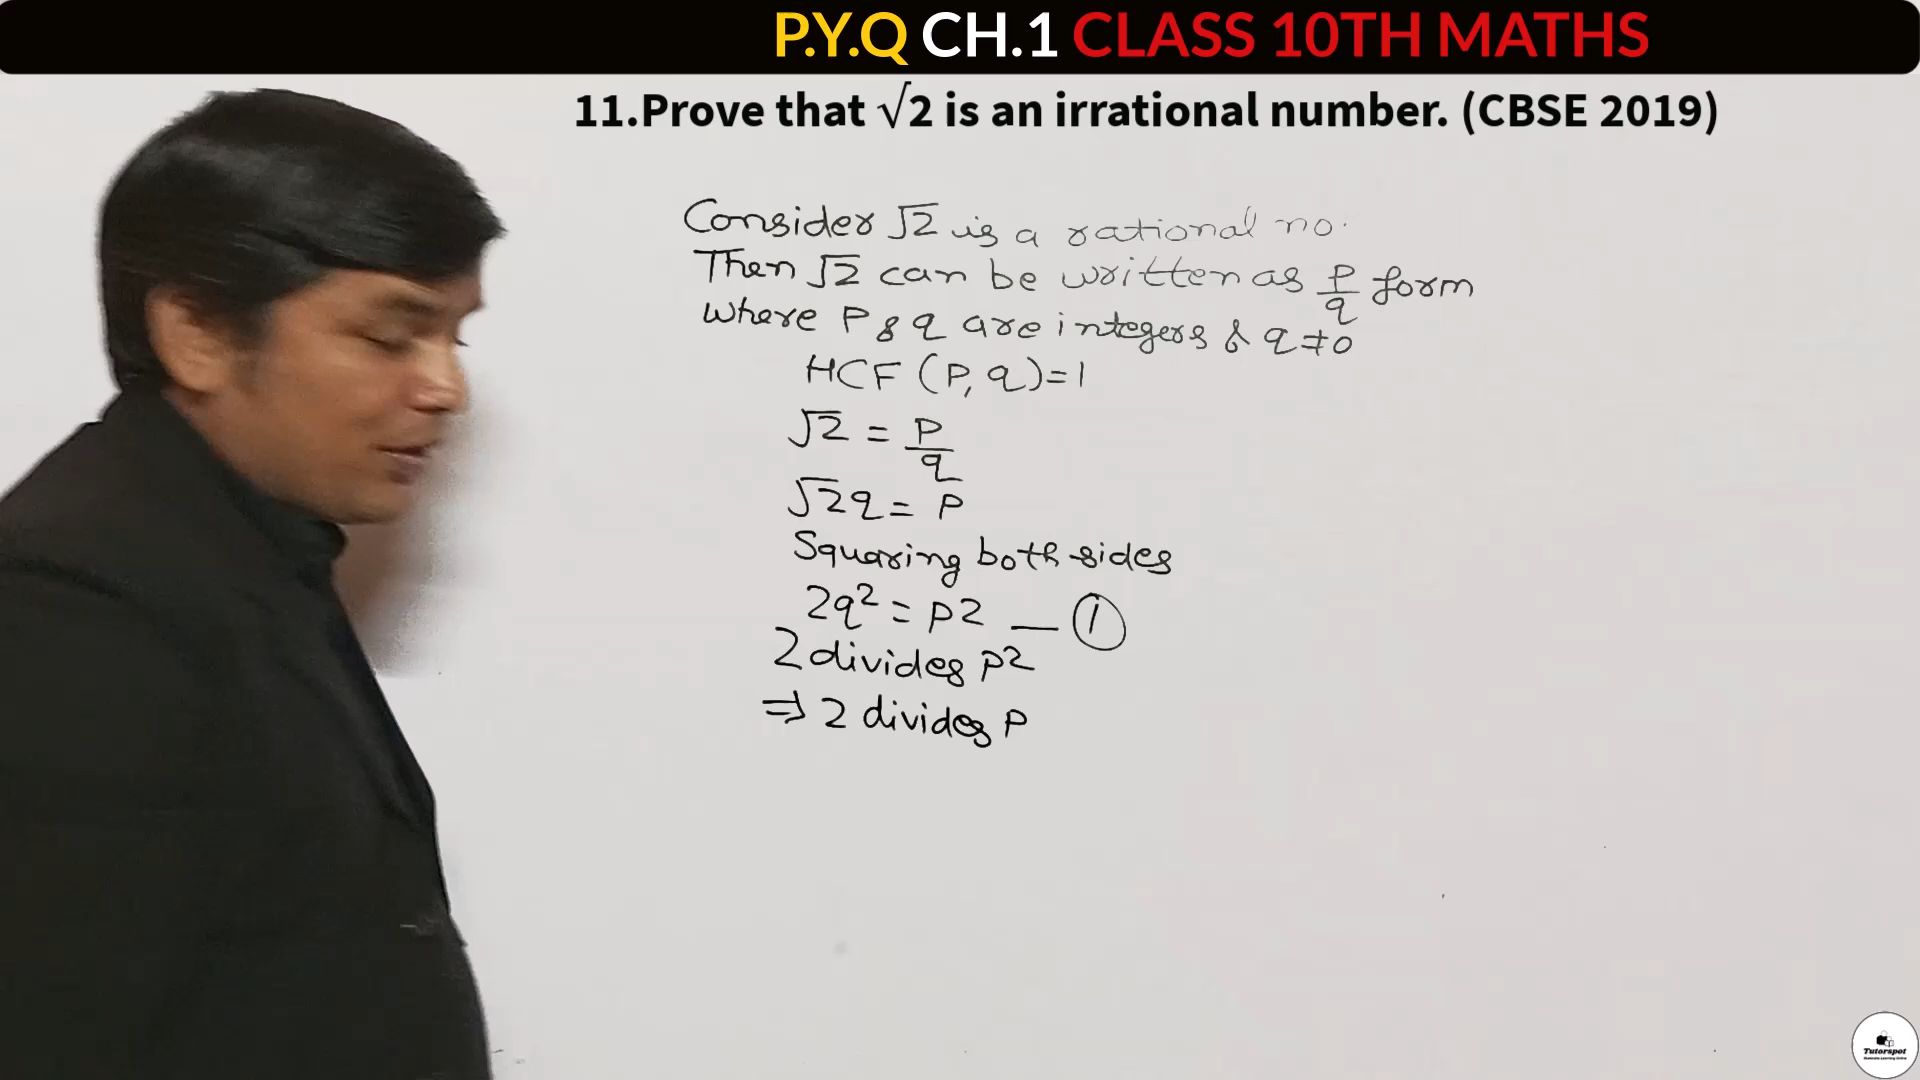 P.Y.Q CH.1 CLASS 10TH MATHS
11.Prove that √2 is an irrational number. (CBSE 2019)
Consider √2 is a rational no.
Then √2 can be written as P/q form
where P & q are integers & q≠0
HCF (P, q)=1
√2 = P/q
√2q = P
Squaring both sides
2q² = P² — ①
2 divides P²
⇒ 2 divides P
Tutorspot